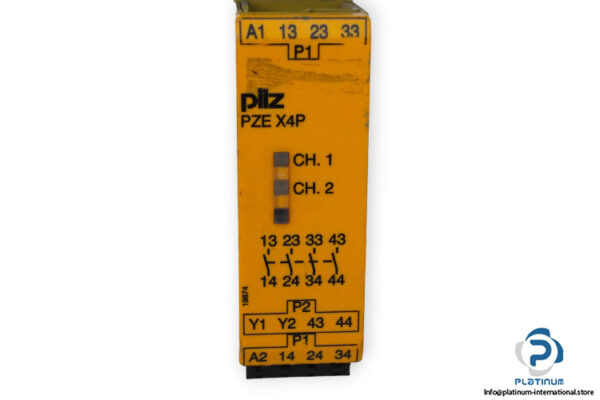 A1 13 23 33
P1
pilz
PZE X4P
CH. 1
CH. 2
13 23 33 43
14 24 34 44
19874
P2
Y1 Y2 43 44
P1
A2 14 24 34
PLATINUM
Info@platinum-international.store